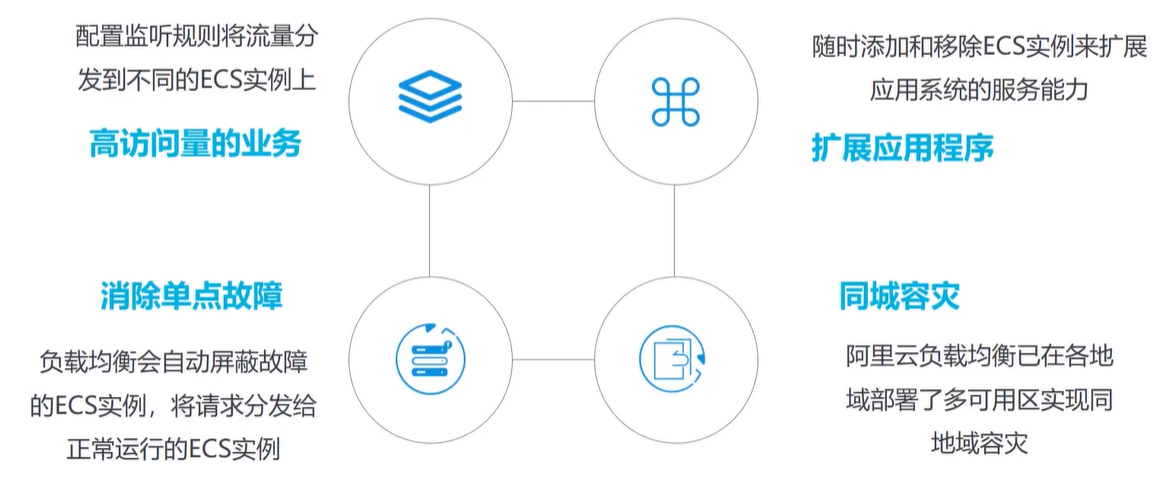 配置监听规则将流量分
发到不同的ECS实例上
高访问量的业务
随时添加和移除ECS实例来扩展
应用系统的服务能力
扩展应用程序
消除单点故障
负载均衡会自动屏蔽故障
的ECS实例，将请求分发给
正常运行的ECS实例
同城容灾
阿里云负载均衡已在各地
域部署了多可用区实现同
地域容灾